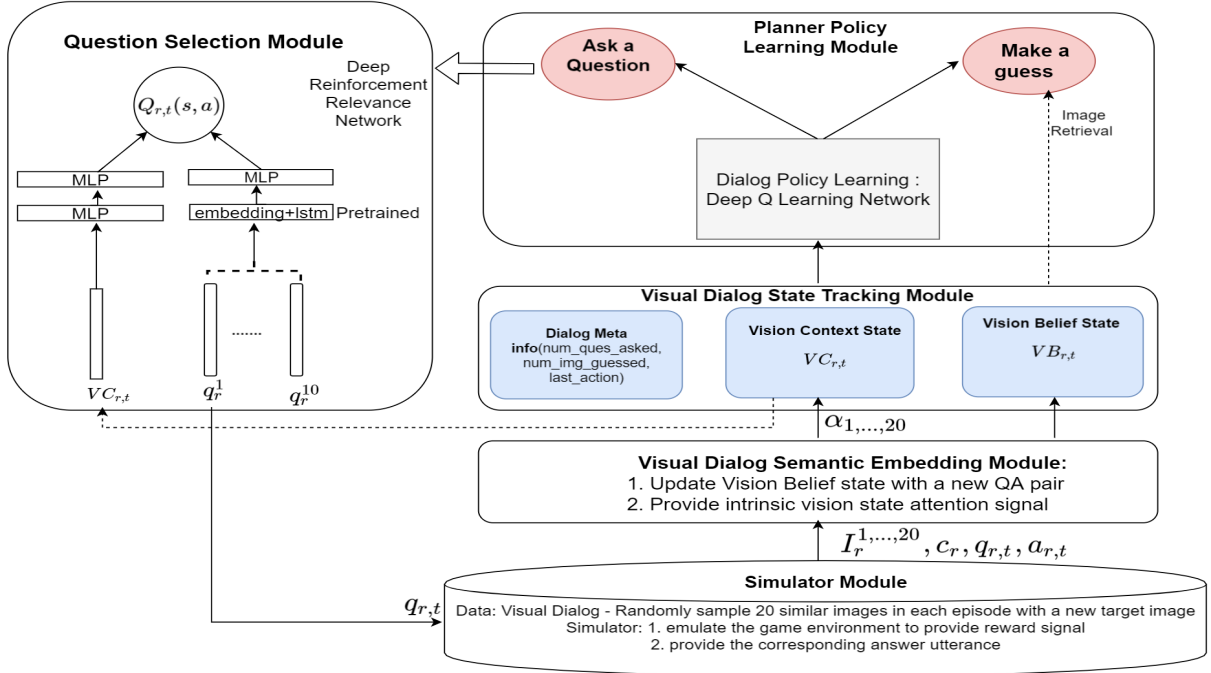 Question Selection Module
Deep
Reinforcement
Relevance
Network
Q_{r,t}(s, a)
MLP
MLP
MLP
embedding+lstm
Pretrained
.......
VC_{r,t}
q_r^1
q_r^{10}
Planner Policy
Learning Module
Ask a
Question
Make a
guess
Image
Retrieval
Dialog Policy Learning :
Deep Q Learning Network
Visual Dialog State Tracking Module
Dialog Meta
info(num_ques_asked,
num_img_guessed,
last_action)
Vision Context State
VC_{r,t}
Vision Belief State
VB_{r,t}
α_{1,...,20}
Visual Dialog Semantic Embedding Module:
1. Update Vision Belief state with a new QA pair
2. Provide intrinsic vision state attention signal
I_r^{1,...,20}, c_r, q_{r,t}, a_{r,t}
q_{r,t}
Simulator Module
Data: Visual Dialog - Randomly sample 20 similar images in each episode with a new target image
Simulator: 1. emulate the game environment to provide reward signal
2. provide the corresponding answer utterance